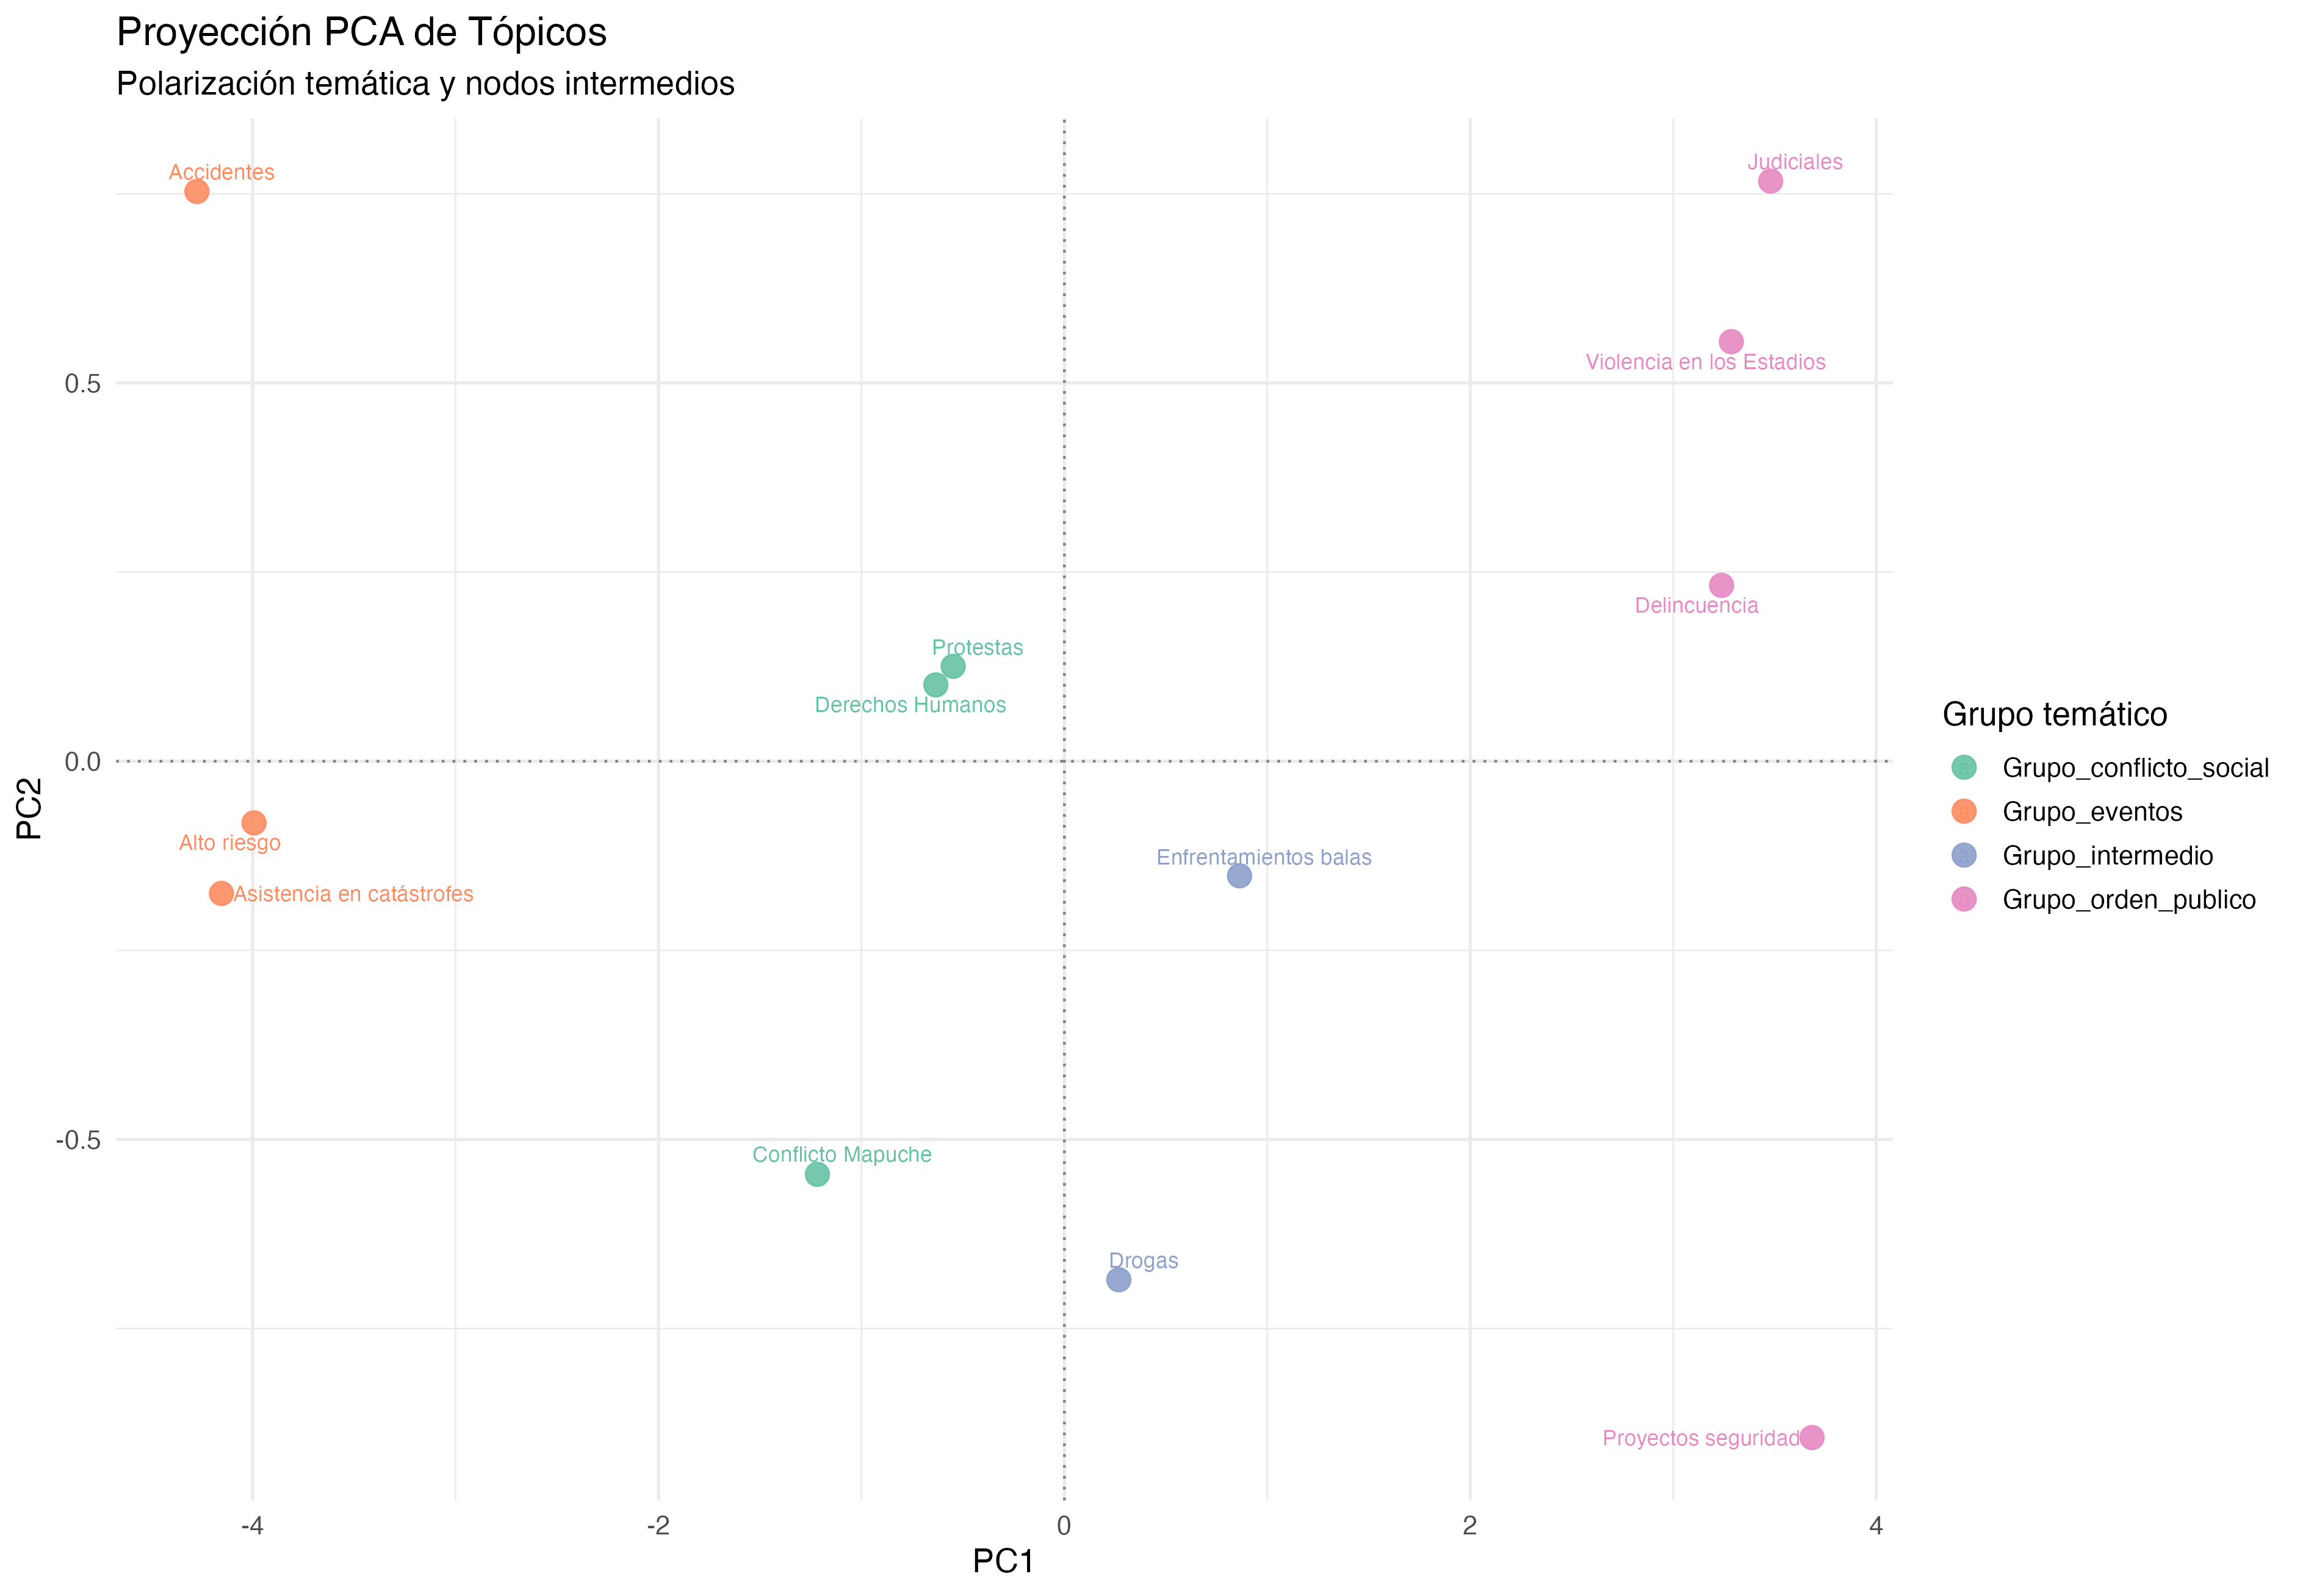 Proyección PCA de Tópicos
Polarización temática y nodos intermedios
Accidentes
Judiciales
Violencia en los Estadios
0.5
Delincuencia
Protestas
Derechos Humanos
Grupo temático
Grupo_conflicto_social
Grupo_eventos
Grupo_intermedio
Grupo_orden_publico
0.0
PC2
Alto riesgo
Enfrentamientos balas
Asistencia en catástrofes
-0.5
Conflicto Mapuche
Drogas
Proyectos seguridad
-4
-2
0
2
4
PC1